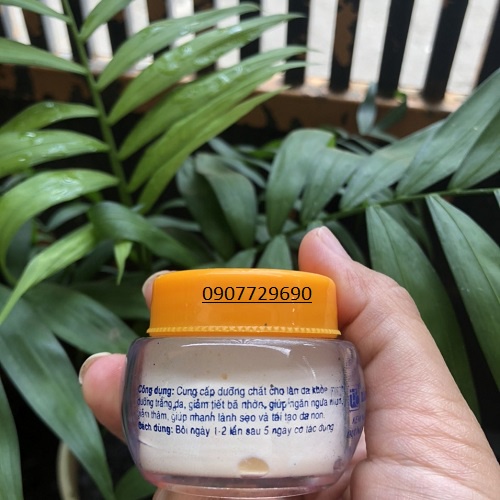 0907729690
Công dụng: Cung cấp dưỡng chất cho làn da khỏe
dưỡng trắng da, giảm tiết bã nhờn, giúp ngăn ngừa mụn,
giảm thâm, giúp nhanh lành sẹo và tái tạo da non.
Cách dùng: Bôi ngày 1-2 lần sau 5 ngày có tác dụng